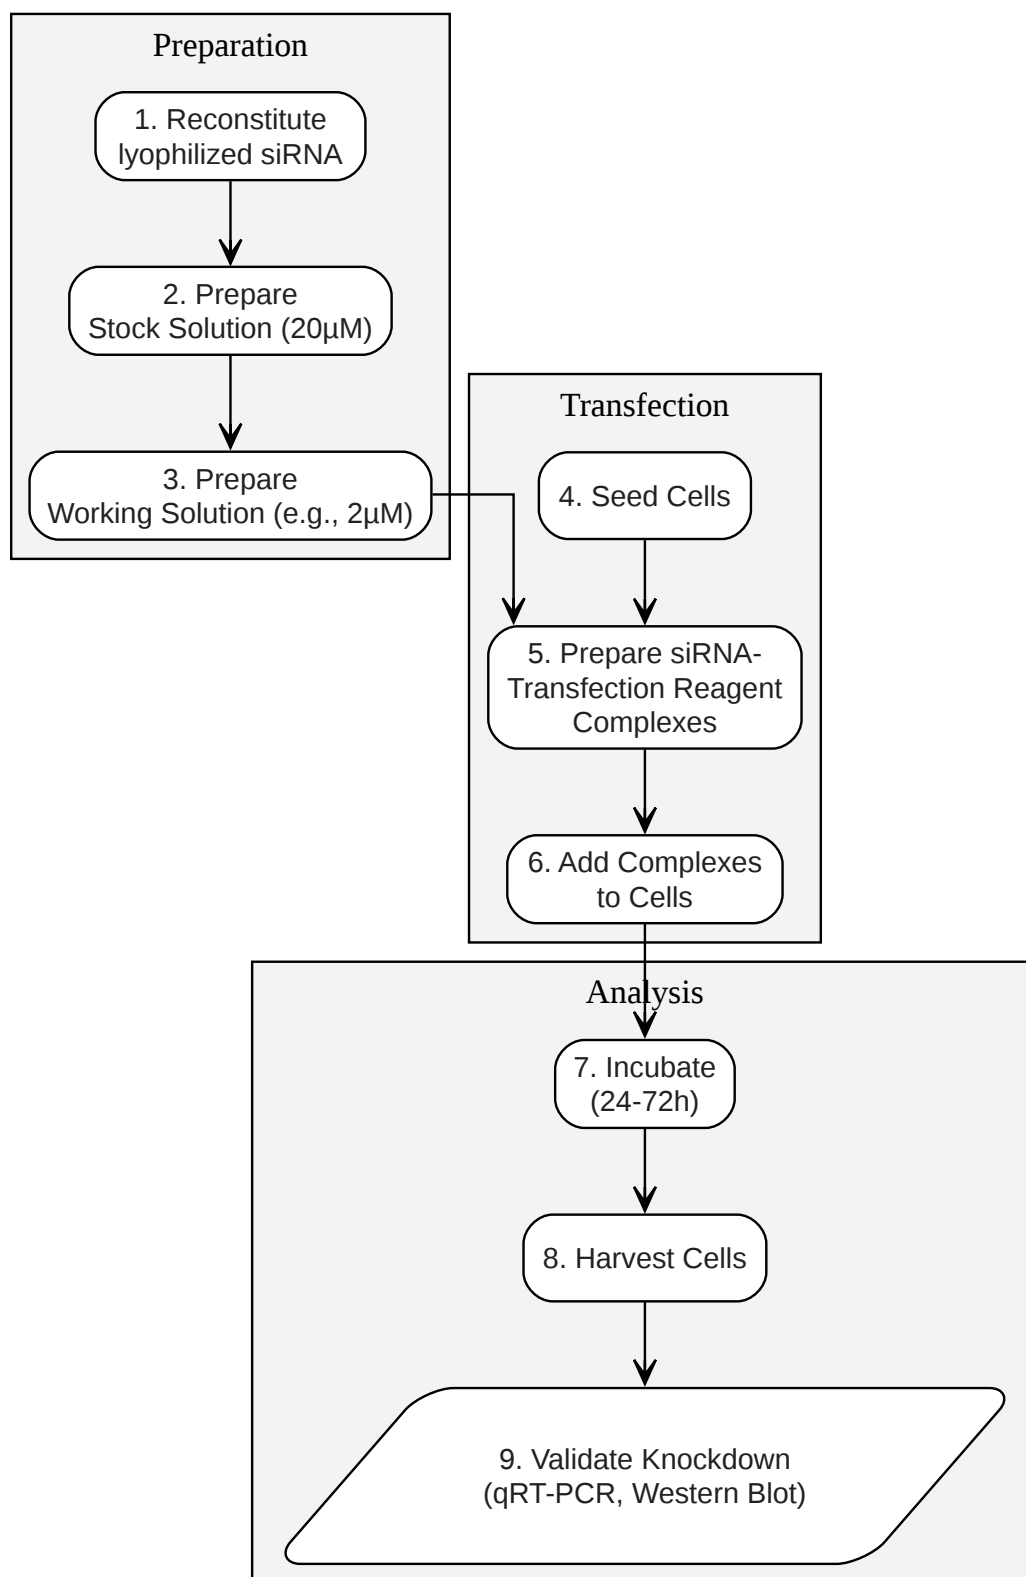 Preparation
1. Reconstitute
lyophilized siRNA
2. Prepare
Stock Solution (20µM)
3. Prepare
Working Solution (e.g., 2µM)
Transfection
4. Seed Cells
5. Prepare siRNA-
Transfection Reagent
Complexes
6. Add Complexes
to Cells
Analysis
7. Incubate
(24-72h)
8. Harvest Cells
9. Validate Knockdown
(qRT-PCR, Western Blot)